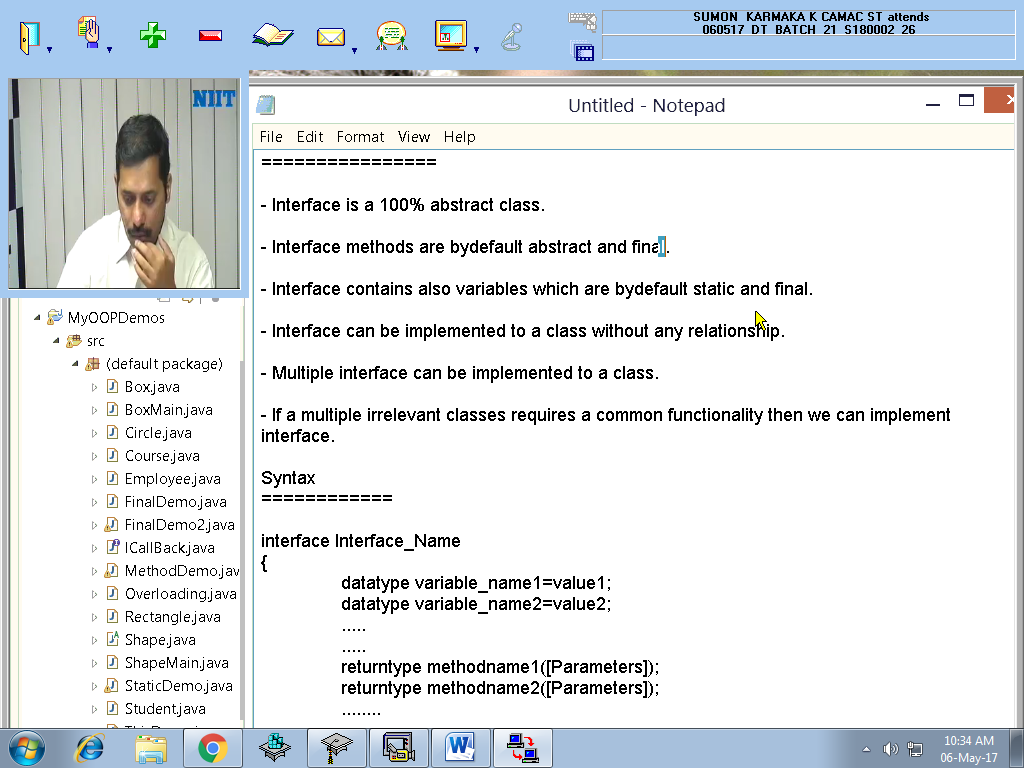 SUMON KARMAKA K CAMAC ST attends
060517 DT BATCH 21 S180002 26
NIIT
Untitled - Notepad
File Edit Format View Help
================
- Interface is a 100% abstract class.
- Interface methods are bydefault abstract and final.
- Interface contains also variables which are bydefault static and final.
- Interface can be implemented to a class without any relationship.
- Multiple interface can be implemented to a class.
- If a multiple irrelevant classes requires a common functionality then we can implement
interface.
Syntax
============
interface Interface_Name
{
datatype variable_name1=value1;
datatype variable_name2=value2;
.....
.....
returntype methodname1([Parameters]);
returntype methodname2([Parameters]);
........
MyOOPDemos
src
(default package)
Box.java
BoxMain.java
Circle.java
Course.java
Employee.java
FinalDemo.java
FinalDemo2.java
ICallBack.java
MethodDemo.jav
Overloading.java
Rectangle.java
Shape.java
ShapeMain.java
StaticDemo.java
Student.java
10:34 AM
06-May-17